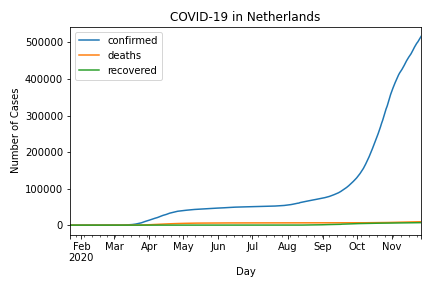 COVID-19 in Netherlands
confirmed
deaths
recovered
Number of Cases
500000
400000
300000
200000
100000
0
Feb Mar Apr May Jun Jul Aug Sep Oct Nov
2020
Day